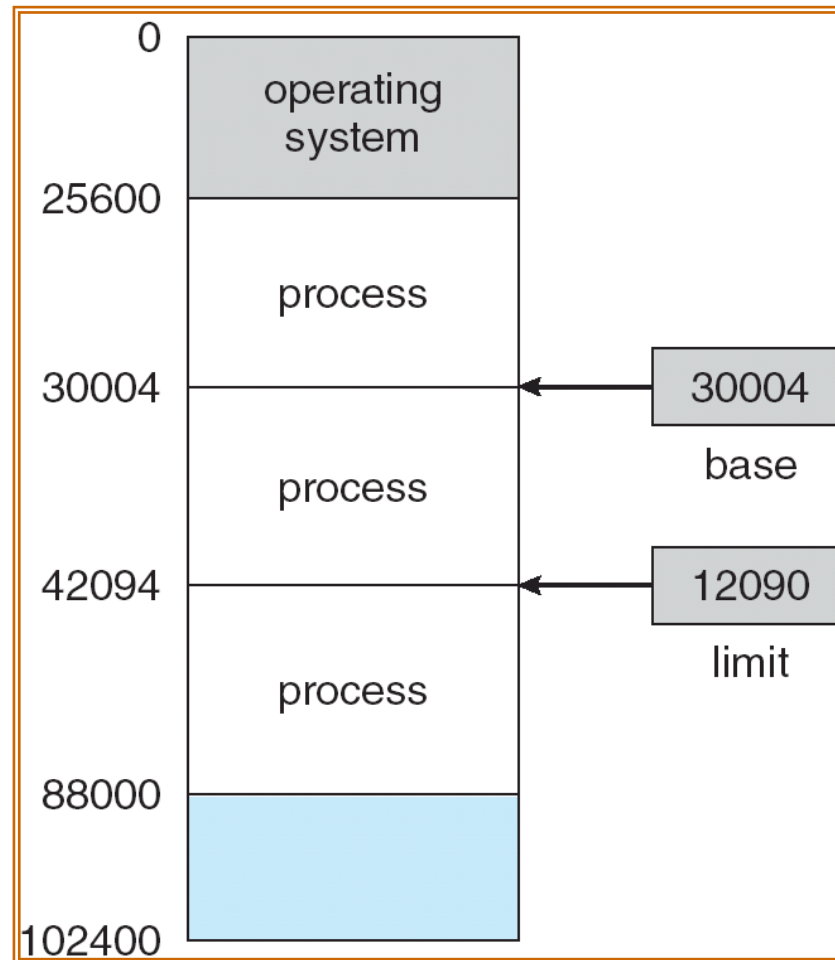 0
operating
system
25600
process
30004
30004
base
process
42094
12090
limit
process
88000
102400